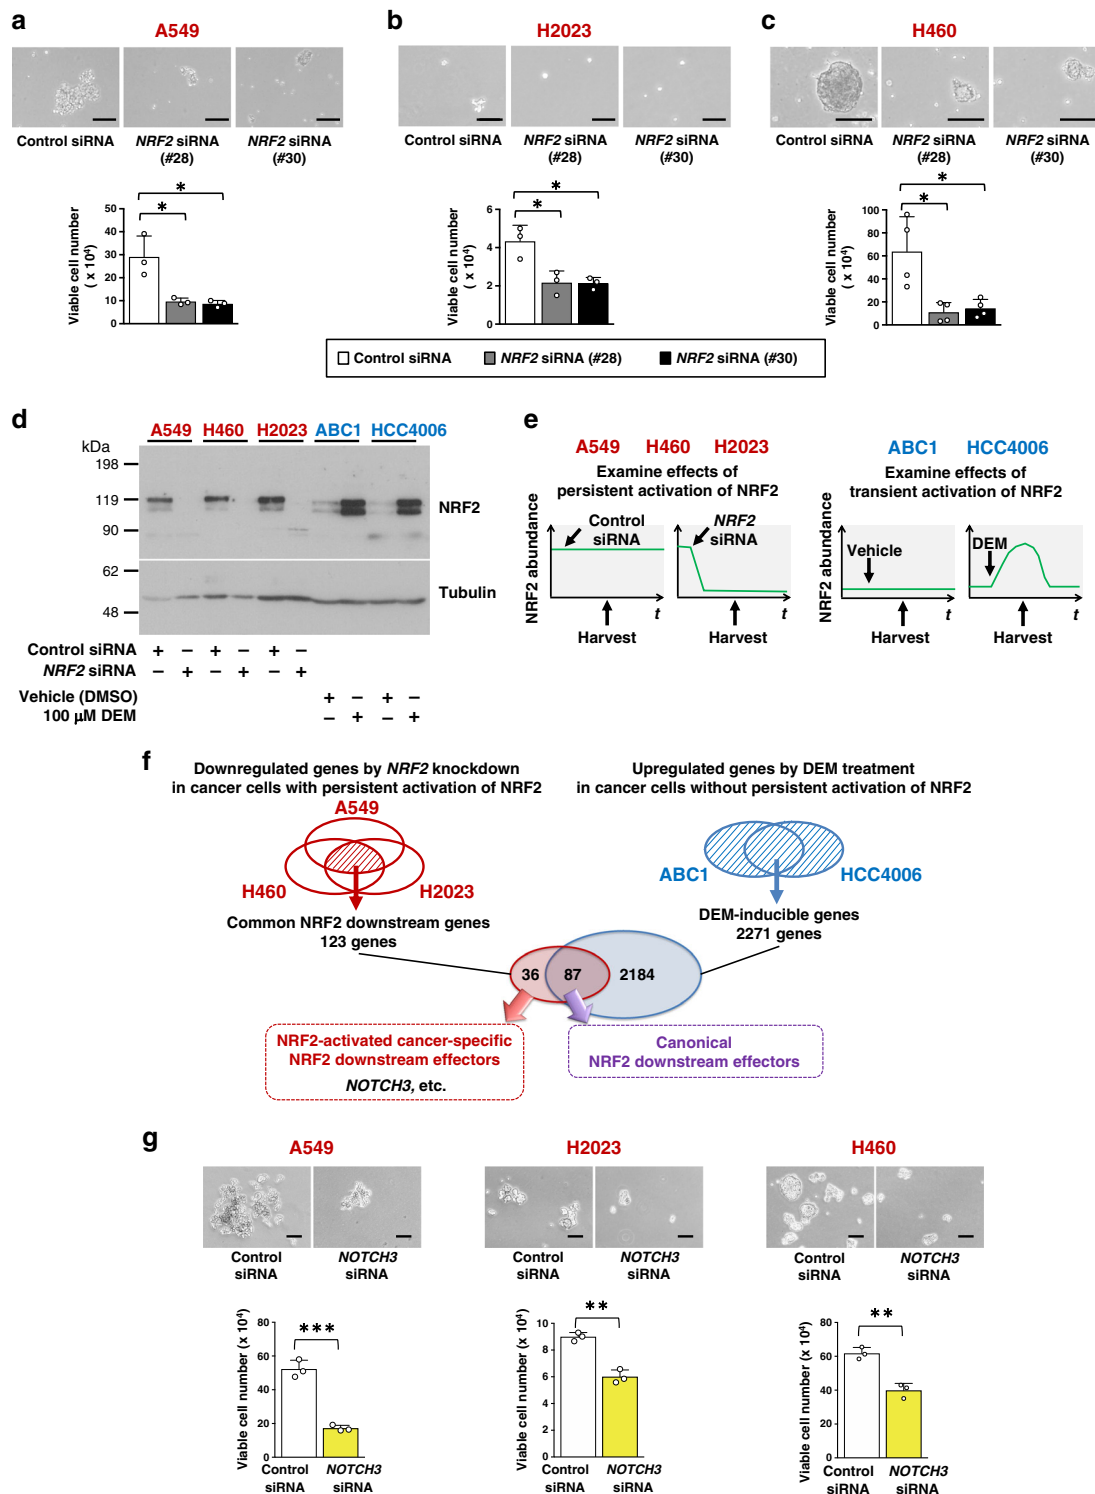 a
A549
Control siRNA
NRF2 siRNA
(#28)
NRF2 siRNA
(#30)
*
*
Viable cell number
( x 10⁴)
50
40
30
20
10
0
b
H2023
Control siRNA
NRF2 siRNA
(#28)
NRF2 siRNA
(#30)
*
*
Viable cell number
( x 10⁴)
6
4
2
0
c
H460
Control siRNA
NRF2 siRNA
(#28)
NRF2 siRNA
(#30)
*
*
Viable cell number
( x 10⁴)
100
80
60
40
20
0
Control siRNA
NRF2 siRNA (#28)
NRF2 siRNA (#30)
d
A549 H460 H2023 ABC1 HCC4006
kDa
198
119
90
62
48
NRF2
Tubulin
Control siRNA + – + – + –
NRF2 siRNA – + – + – +
Vehicle (DMSO) + – + –
100 µM DEM – + – +
e
A549 H460 H2023
Examine effects of
persistent activation of NRF2
NRF2 abundance
Control
siRNA
NRF2
siRNA
t
t
Harvest
Harvest
ABC1 HCC4006
Examine effects of
transient activation of NRF2
NRF2 abundance
Vehicle
DEM
t
t
Harvest
Harvest
f
Downregulated genes by NRF2 knockdown
in cancer cells with persistent activation of NRF2
A549
H460
H2023
Common NRF2 downstream genes
123 genes
Upregulated genes by DEM treatment
in cancer cells without persistent activation of NRF2
ABC1
HCC4006
DEM-inducible genes
2271 genes
36
87
2184
NRF2-activated cancer-specific
NRF2 downstream effectors
NOTCH3, etc.
Canonical
NRF2 downstream effectors
g
A549
Control
siRNA
NOTCH3
siRNA
***
Viable cell number (x 10⁴)
80
60
40
20
0
Control
siRNA
NOTCH3
siRNA
H2023
Control
siRNA
NOTCH3
siRNA
**
Viable cell number (x 10⁴)
10
8
6
4
2
0
Control
siRNA
NOTCH3
siRNA
H460
Control
siRNA
NOTCH3
siRNA
**
Viable cell number (x 10⁴)
80
60
40
20
0
Control
siRNA
NOTCH3
siRNA